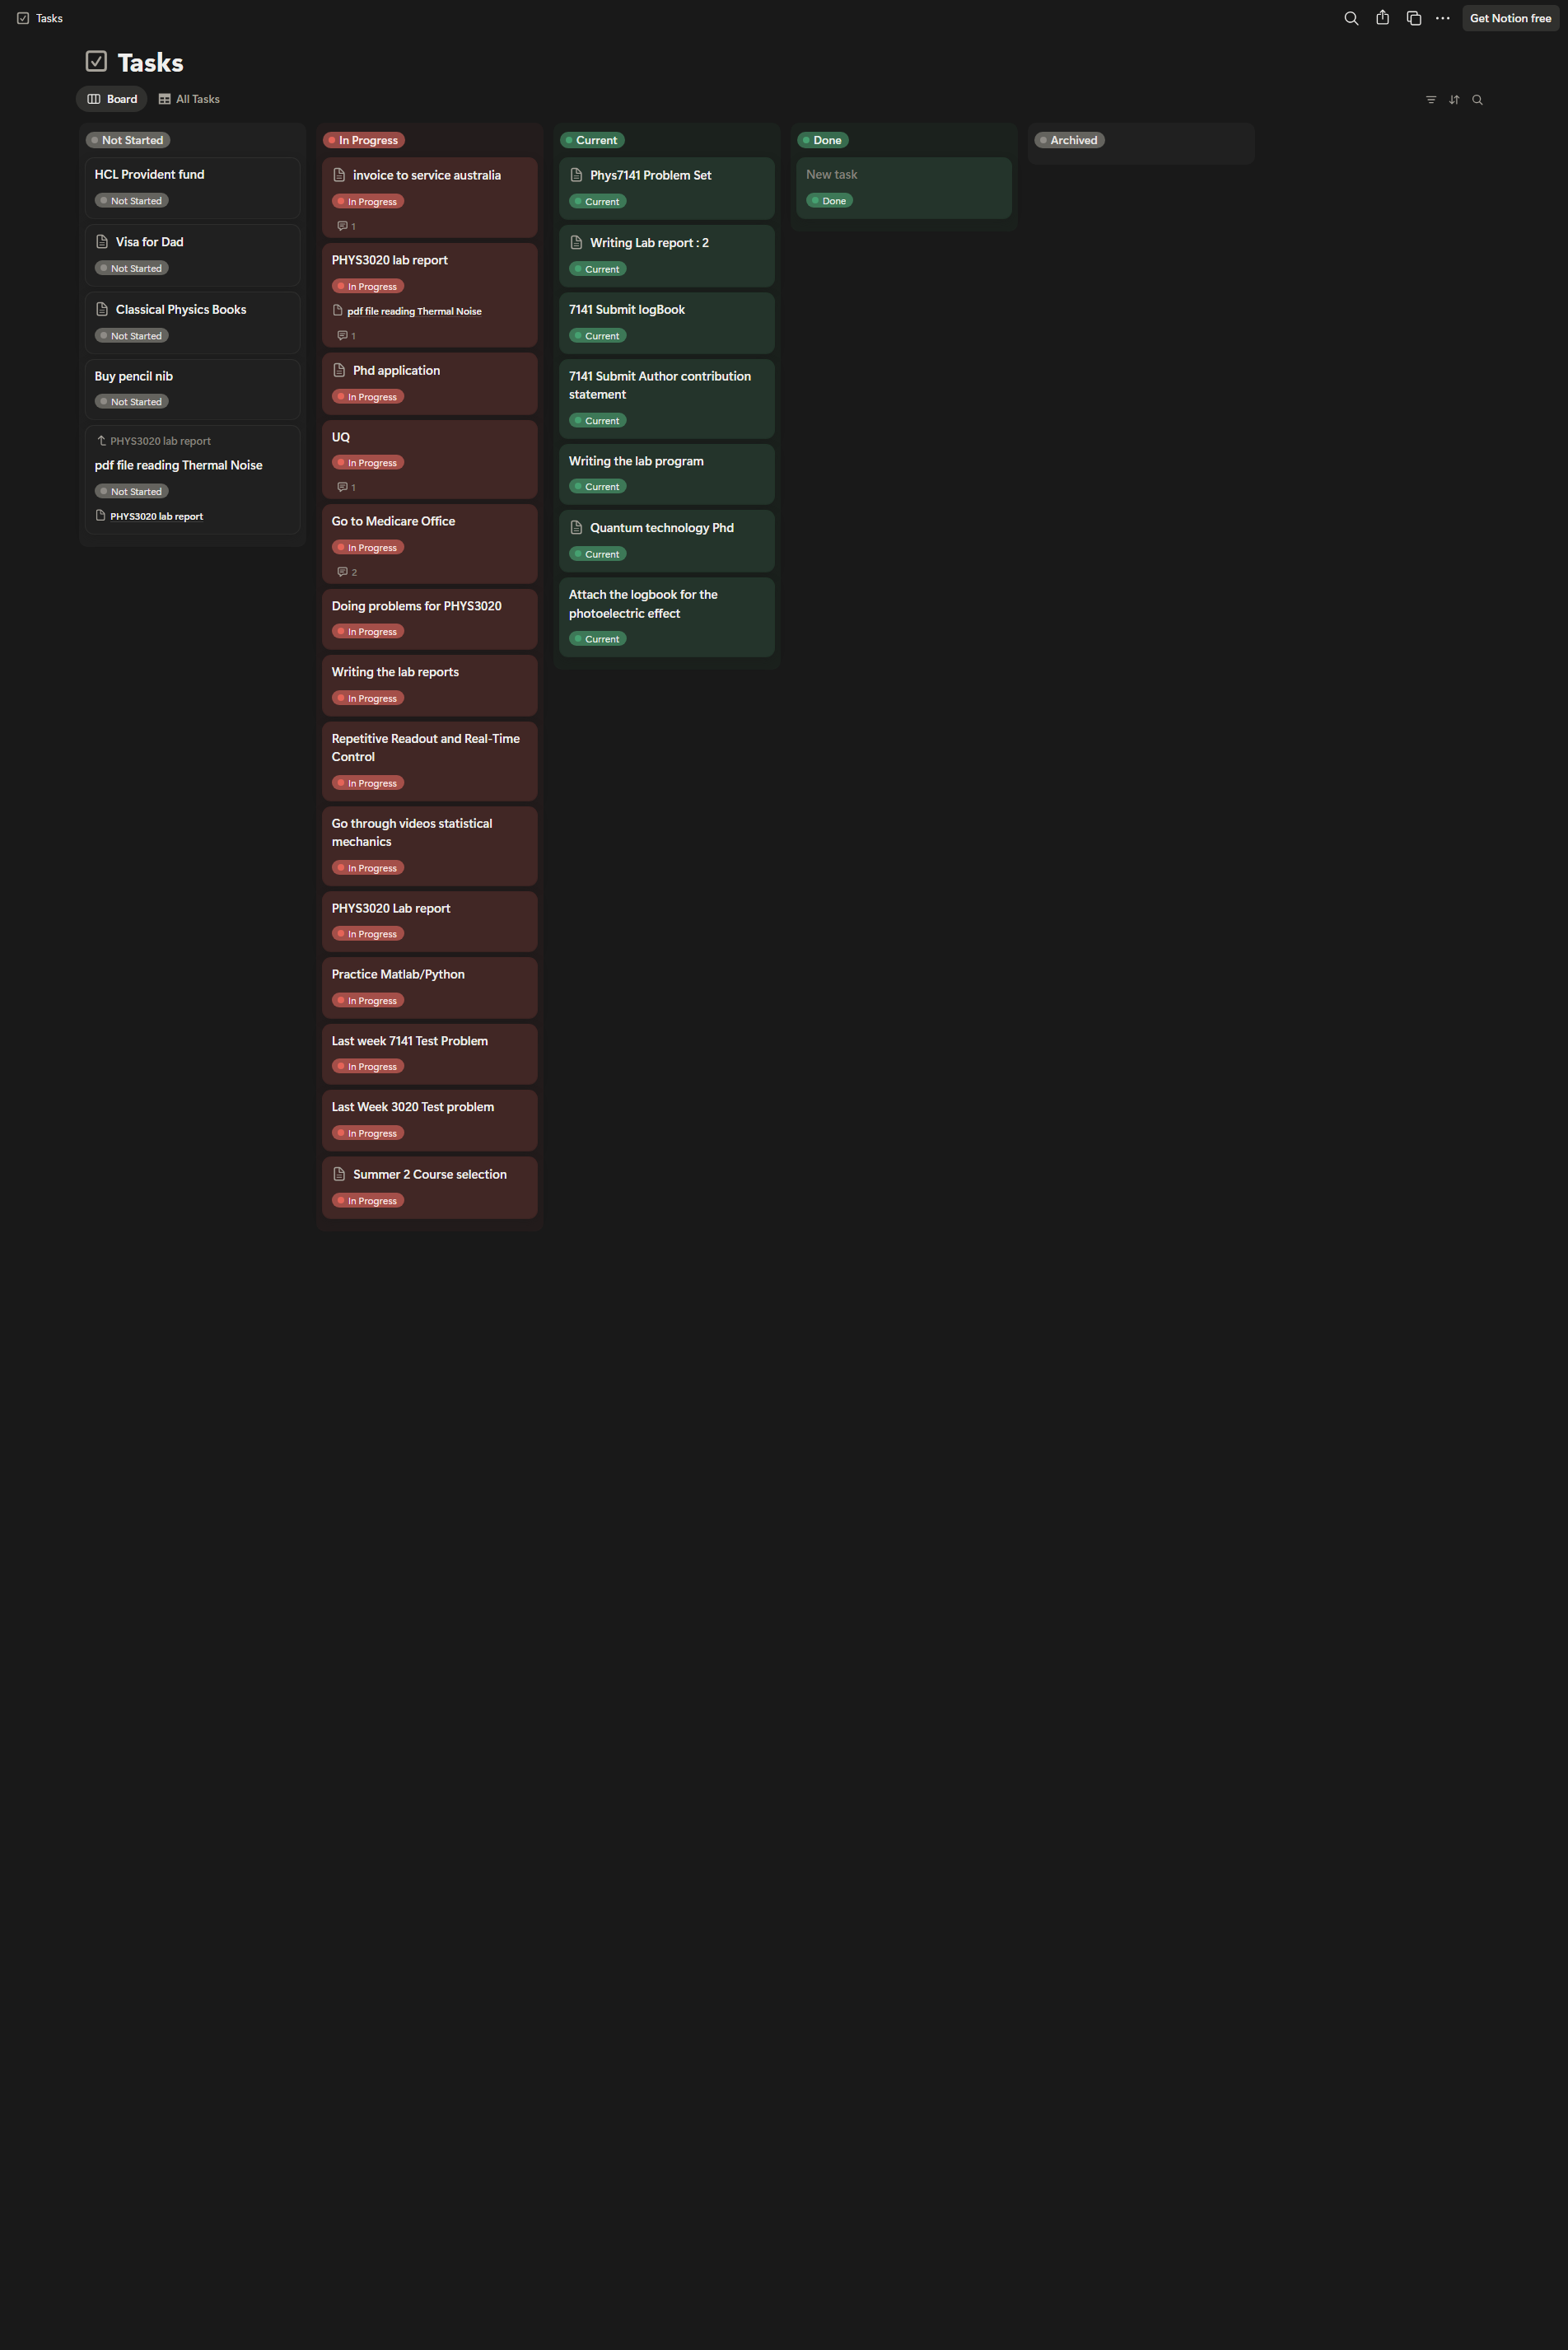 Tasks
Get Notion free
Tasks
Board
All Tasks
Not Started
HCL Provident fund
Not Started
Visa for Dad
Not Started
Classical Physics Books
Not Started
Buy pencil nib
Not Started
PHYS3020 lab report
pdf file reading Thermal Noise
Not Started
PHYS3020 lab report
In Progress
invoice to service australia
In Progress
1
PHYS3020 lab report
In Progress
pdf file reading Thermal Noise
1
Phd application
In Progress
UQ
In Progress
1
Go to Medicare Office
In Progress
2
Doing problems for PHYS3020
In Progress
Writing the lab reports
In Progress
Repetitive Readout and Real-Time
Control
In Progress
Go through videos statistical
mechanics
In Progress
PHYS3020 Lab report
In Progress
Practice Matlab/Python
In Progress
Last week 7141 Test Problem
In Progress
Last Week 3020 Test problem
In Progress
Summer 2 Course selection
In Progress
Current
Phys7141 Problem Set
Current
Writing Lab report : 2
Current
7141 Submit logBook
Current
7141 Submit Author contribution
statement
Current
Writing the lab program
Current
Quantum technology Phd
Current
Attach the logbook for the
photoelectric effect
Current
Done
New task
Done
Archived